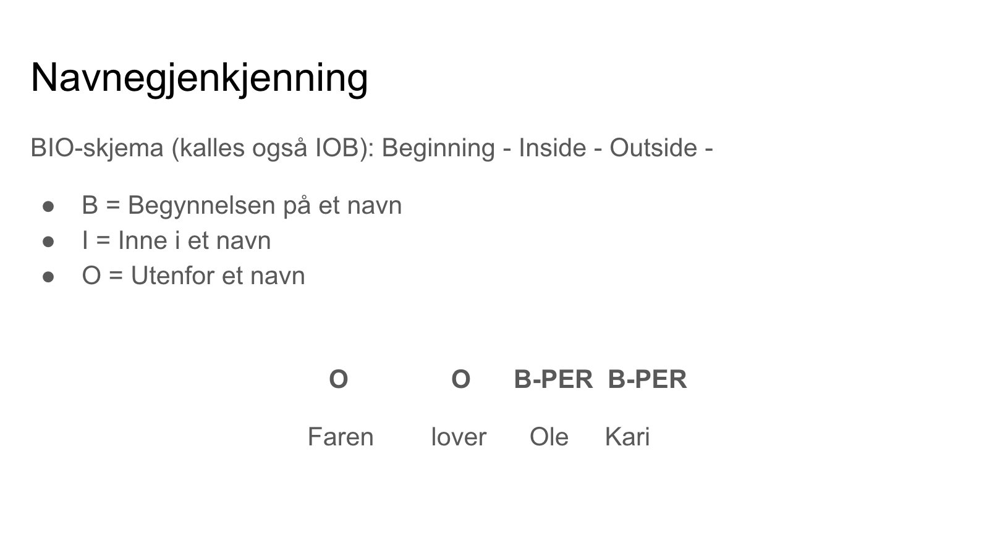 Navnegjenkjenning
BIO-skjema (kalles også IOB): Beginning - Inside - Outside -
● B = Begynnelsen på et navn
● I = Inne i et navn
● O = Utenfor et navn
O O B-PER B-PER
Faren lover Ole Kari